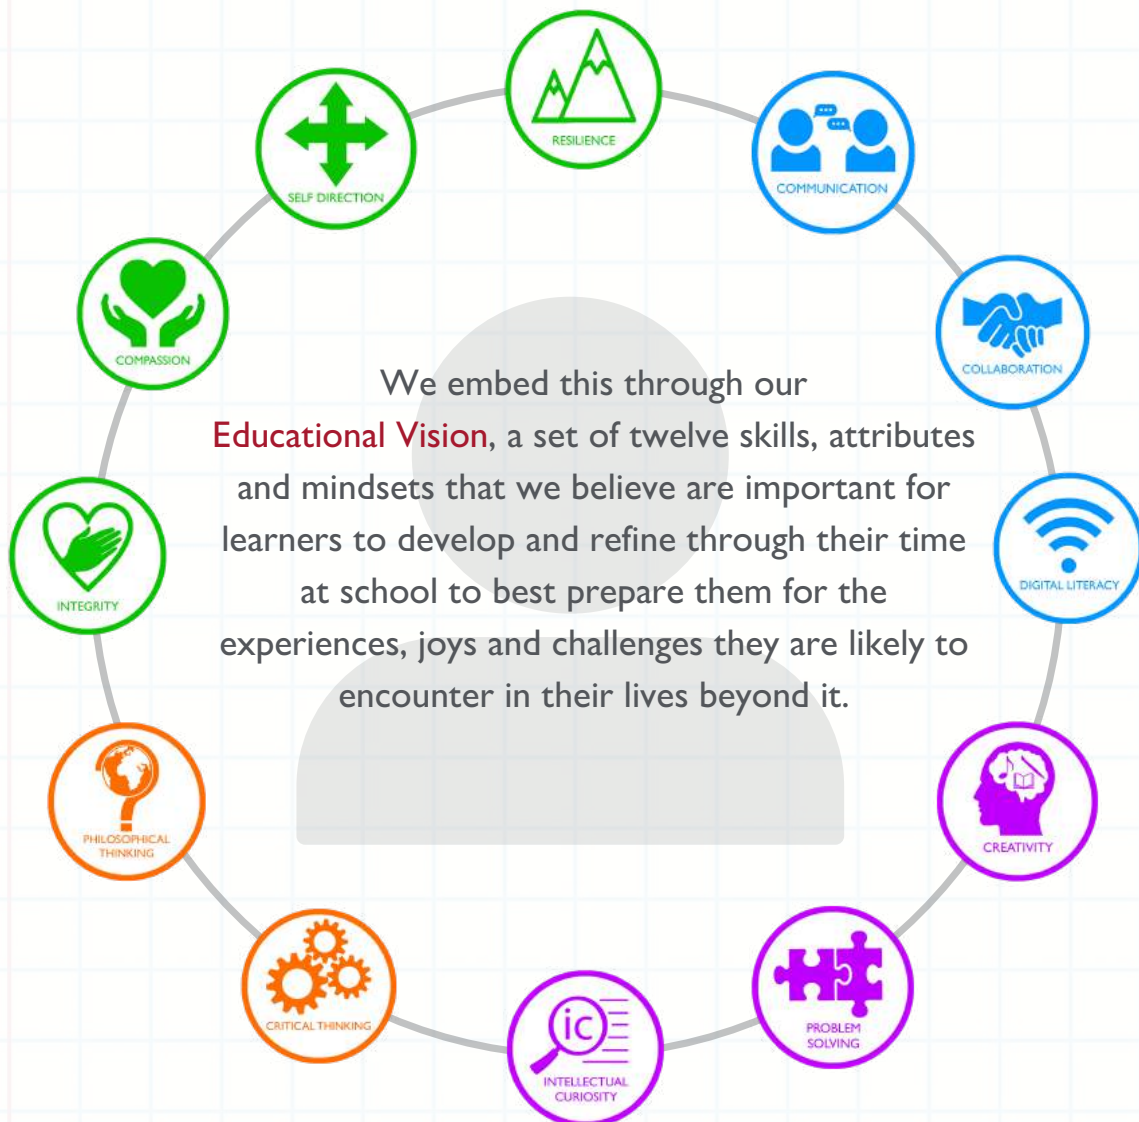 RESILIENCE
COMMUNICATION
SELF DIRECTION
COMPASSION
COLLABORATION
We embed this through our
Educational Vision, a set of twelve skills, attributes
and mindsets that we believe are important for
learners to develop and refine through their time
at school to best prepare them for the
experiences, joys and challenges they are likely to
encounter in their lives beyond it.
INTEGRITY
DIGITAL LITERACY
PHILOSOPHICAL
THINKING
CREATIVITY
CRITICAL THINKING
PROBLEM
SOLVING
ic
INTELLECTUAL
CURIOSITY